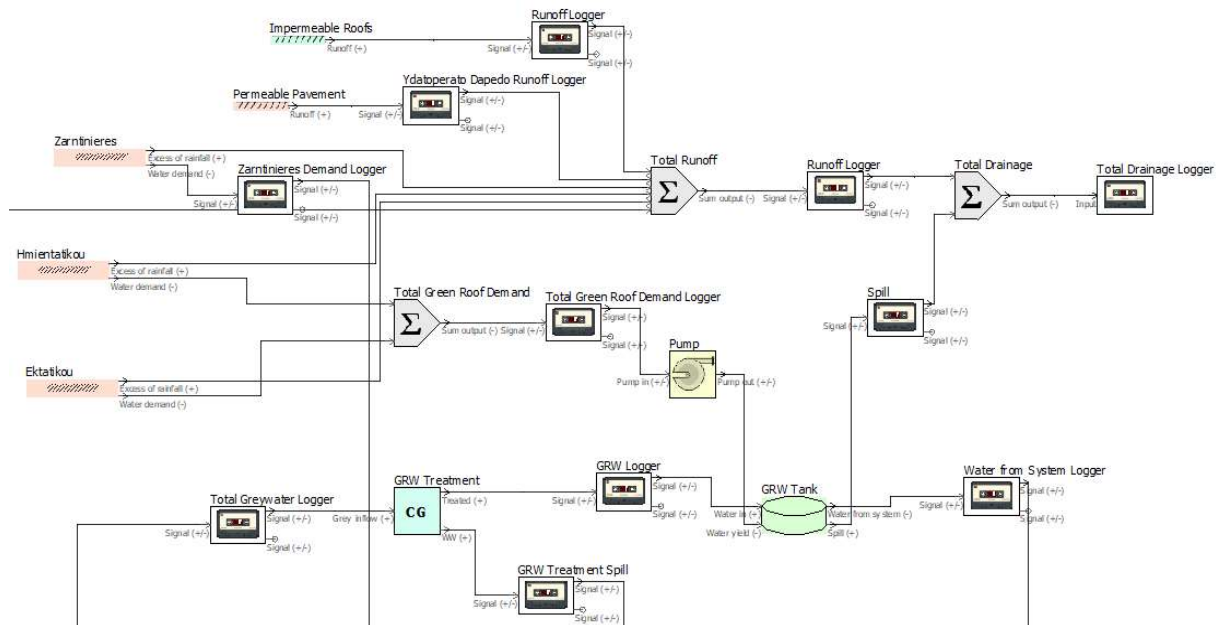 Runoff Logger
Impermeable Roofs
Signal (+/-)
Runoff (+)
Signal (+/-)
Signal (+/-)
Ydatoperato Dapedo Runoff Logger
Permeable Pavement
Signal (+/-)
Runoff (+)
Signal (+/-)
Signal (+/-)
Zarntinieres
Excess of rainfall (+)
Water demand (-)
Zarntinieres Demand Logger
Signal (+/-)
Signal (+/-)
Signal (+/-)
Total Runoff
Σ
Sum output (-)
Runoff Logger
Signal (+/-)
Signal (+/-)
Signal (+/-)
Total Drainage
Σ
Sum output (-)
Total Drainage Logger
Input
Hmientatikou
Excess of rainfall (+)
Water demand (-)
Total Green Roof Demand
Σ
Sum output (-)
Total Green Roof Demand Logger
Signal (+/-)
Signal (+/-)
Signal (+/-)
Spill
Signal (+/-)
Signal (+/-)
Signal (+/-)
Pump
Pump in (+/-)
Pump out (+/-)
Ektatikou
Excess of rainfall (+)
Water demand (-)
Total Greywater Logger
Signal (+/-)
Signal (+/-)
Signal (+/-)
GRW Treatment
CG
Grey inflow (+)
Treated (+)
WW (+)
GRW Logger
Signal (+/-)
Signal (+/-)
Signal (+/-)
GRW Tank
Water in (+)
Water yield (-)
Water from system (-)
Spill (+)
Water from System Logger
Signal (+/-)
Signal (+/-)
Signal (+/-)
GRW Treatment Spill
Signal (+/-)
Signal (+/-)
Signal (+/-)